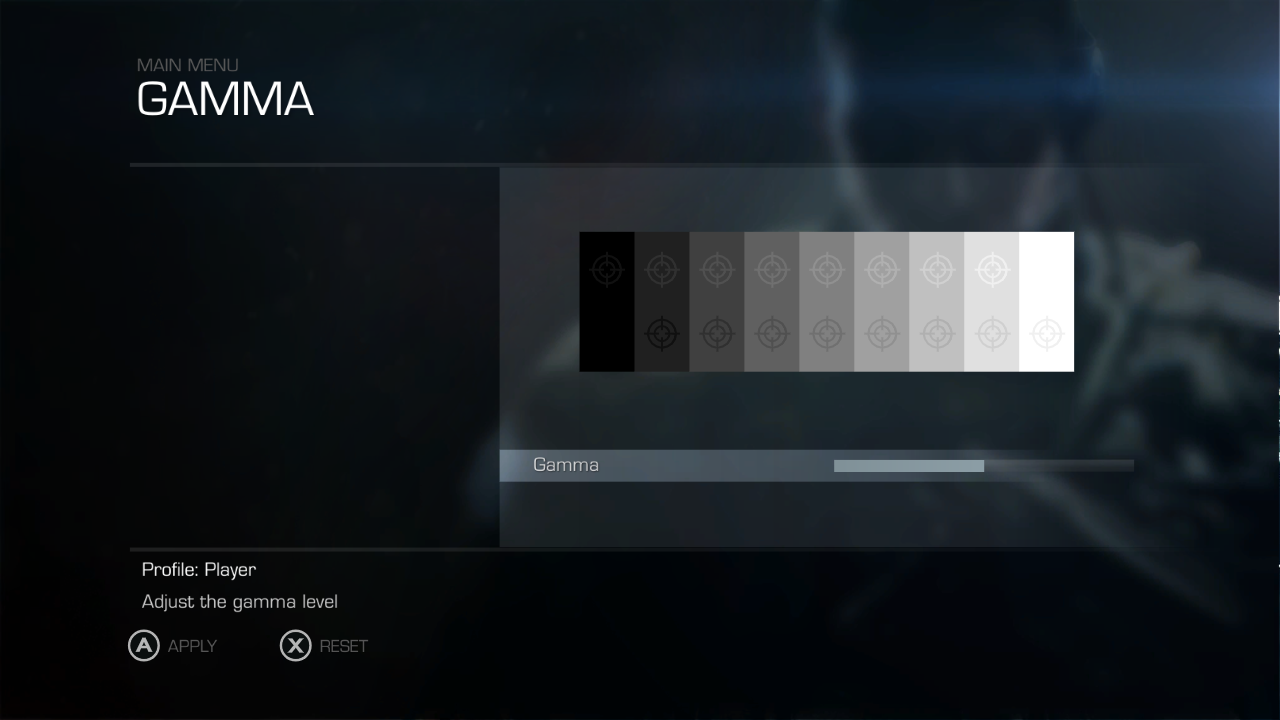 MAIN MENU
GAMMA
Gamma
Profile: Player
Adjust the gamma level
A APPLY X RESET